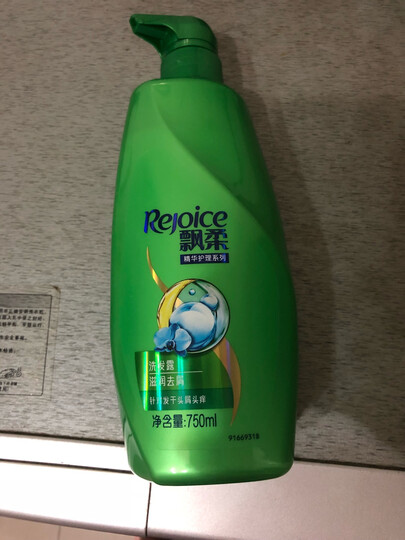 Rejoice
飘柔
精华护理系列
洗发露
滋润去屑
针对发干头屑头痒
净含量:750ml
91669318